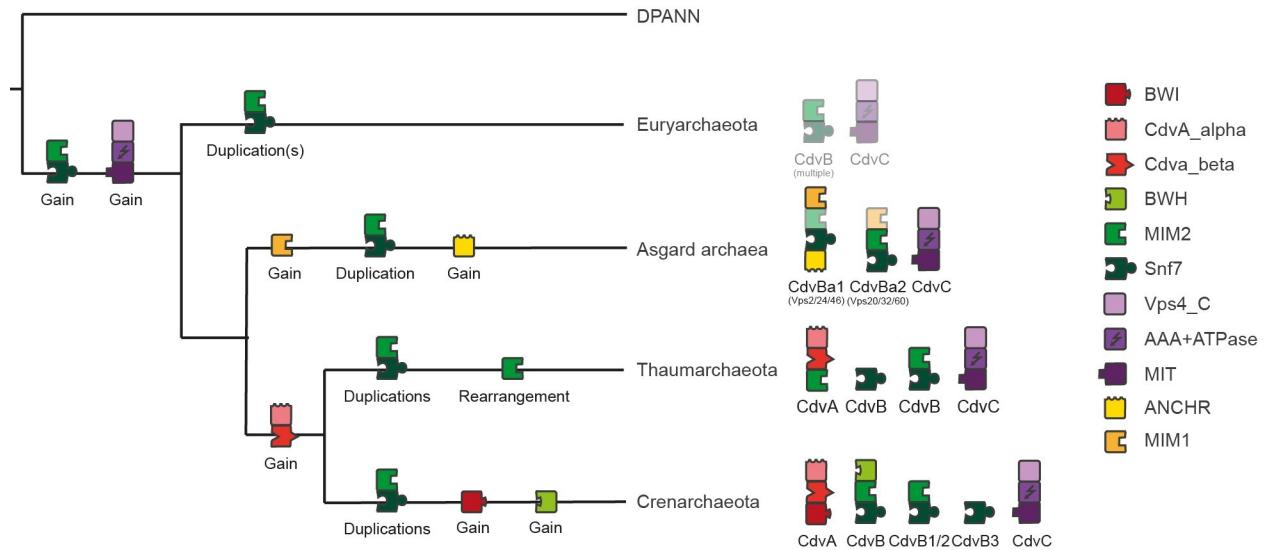 DPANN
Gain
Gain
Duplication(s)
Euryarchaeota
CdvB
(multiple)
CdvC
Gain
Duplication
Gain
Asgard archaea
CdvBa1
(Vps2/24/46)
CdvBa2
(Vps20/32/60)
CdvC
Gain
Duplications
Rearrangement
Thaumarchaeota
CdvA
CdvB
CdvB
CdvC
Duplications
Gain
Gain
Crenarchaeota
CdvA
CdvB
CdvB1/2
CdvB3
CdvC
BWI
CdvA_alpha
Cdva_beta
BWH
MIM2
Snf7
Vps4_C
AAA+ATPase
MIT
ANCHR
MIM1